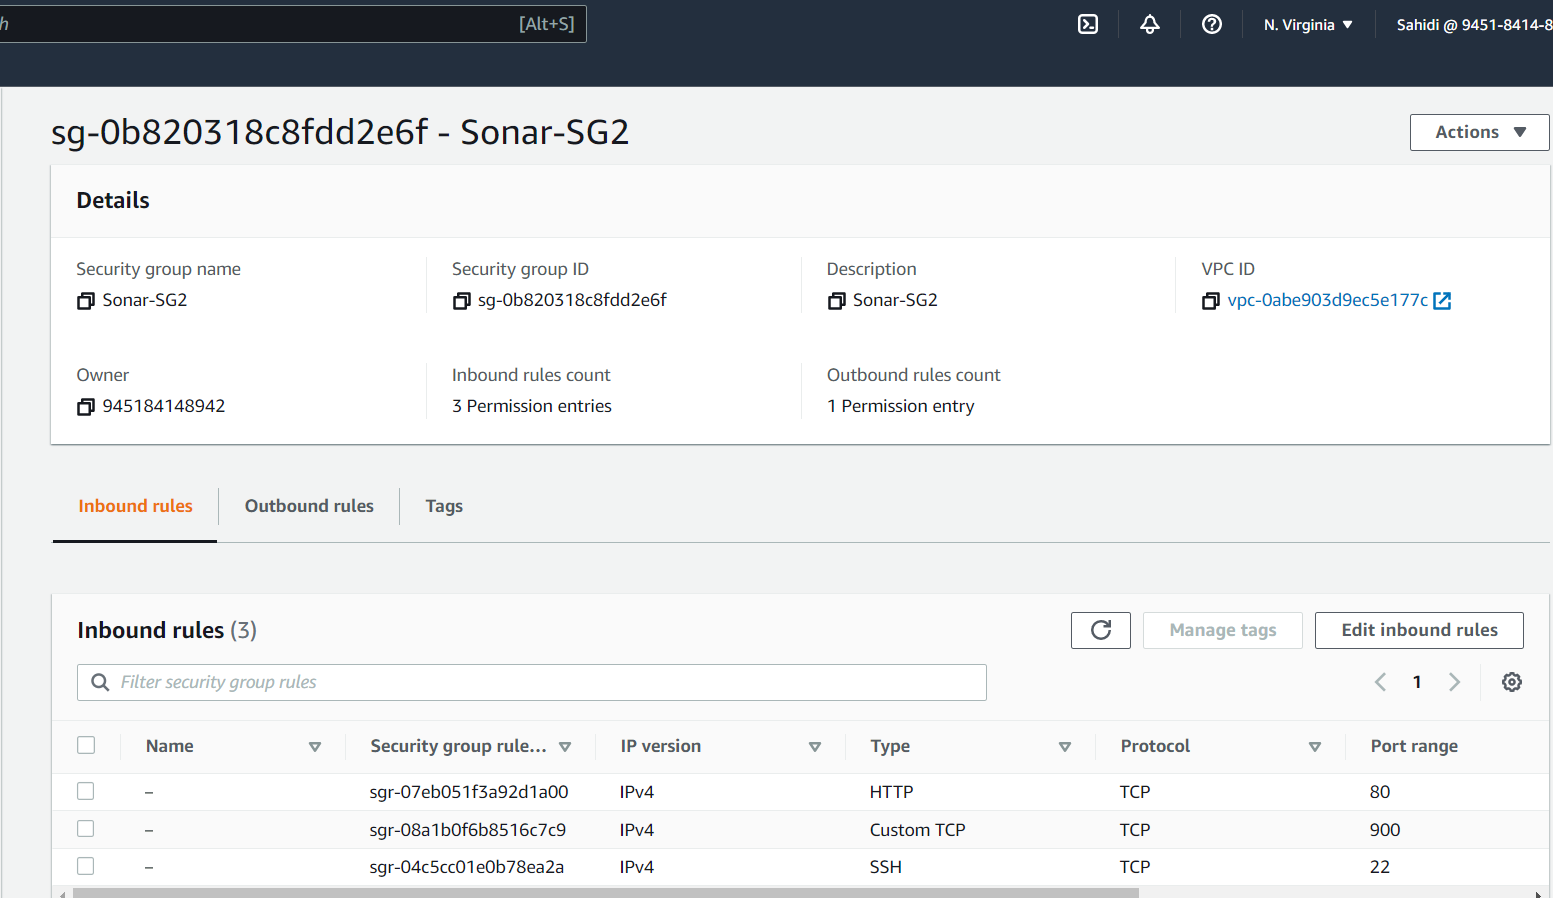 h [Alt+S] N. Virginia ▼ Sahidi @ 9451-8414-8
sg-0b820318c8fdd2e6f - Sonar-SG2
Actions ▼
Details
Security group name Security group ID Description VPC ID
Sonar-SG2 sg-0b820318c8fdd2e6f Sonar-SG2 vpc-0abe903d9ec5e177c
Owner Inbound rules count Outbound rules count
945184148942 3 Permission entries 1 Permission entry
Inbound rules Outbound rules Tags
Inbound rules (3) Manage tags Edit inbound rules
Filter security group rules 1
Name Security group rule... IP version Type Protocol Port range
– sgr-07eb051f3a92d1a00 IPv4 HTTP TCP 80
– sgr-08a1b0f6b8516c7c9 IPv4 Custom TCP TCP 900
– sgr-04c5cc01e0b78ea2a IPv4 SSH TCP 22